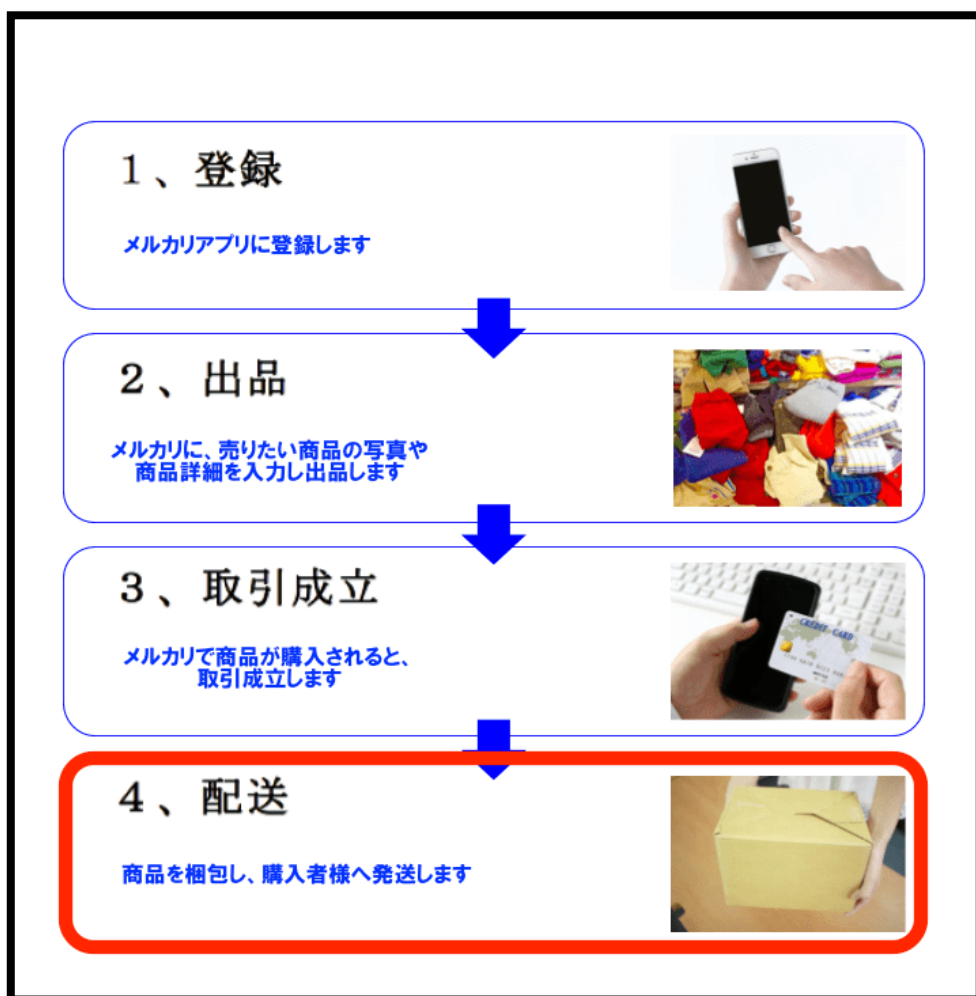 1、登録
メルカリアプリに登録します
2、出品
メルカリに、売りたい商品の写真や
商品詳細を入力し出品します
3、取引成立
メルカリで商品が購入されると、
取引成立します
CREDIT CARD
4、配送
商品を梱包し、購入者様へ発送します